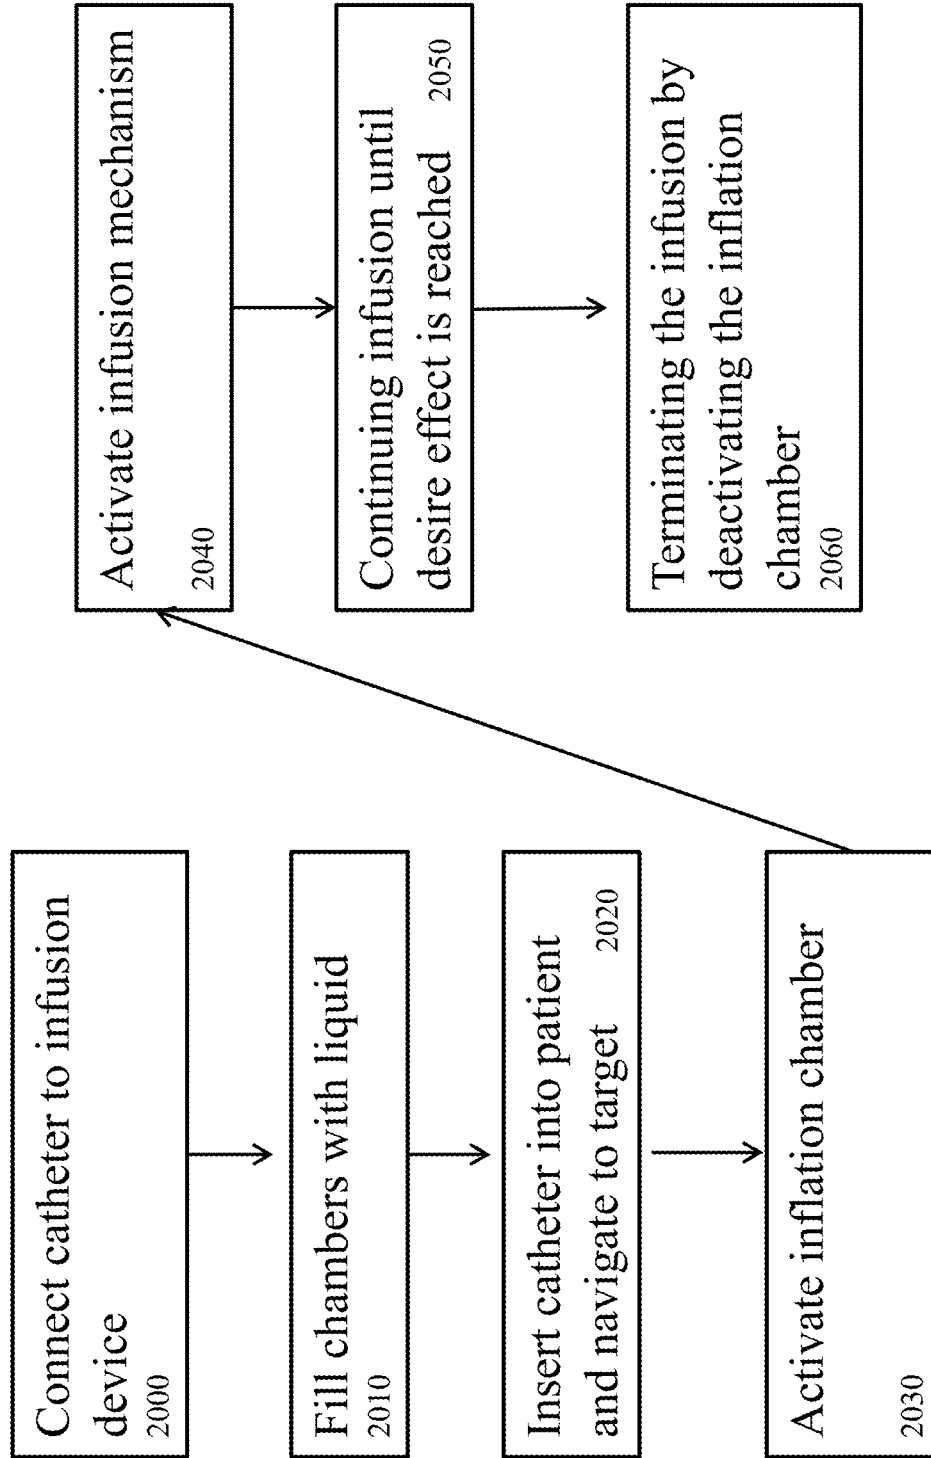 Connect catheter to infusion
device
2000
Fill chambers with liquid
2010
Insert catheter into patient
and navigate to target 2020
Activate inflation chamber
2030
Activate infusion mechanism
2040
Continuing infusion until
desire effect is reached 2050
Terminating the infusion by
deactivating the inflation
chamber
2060